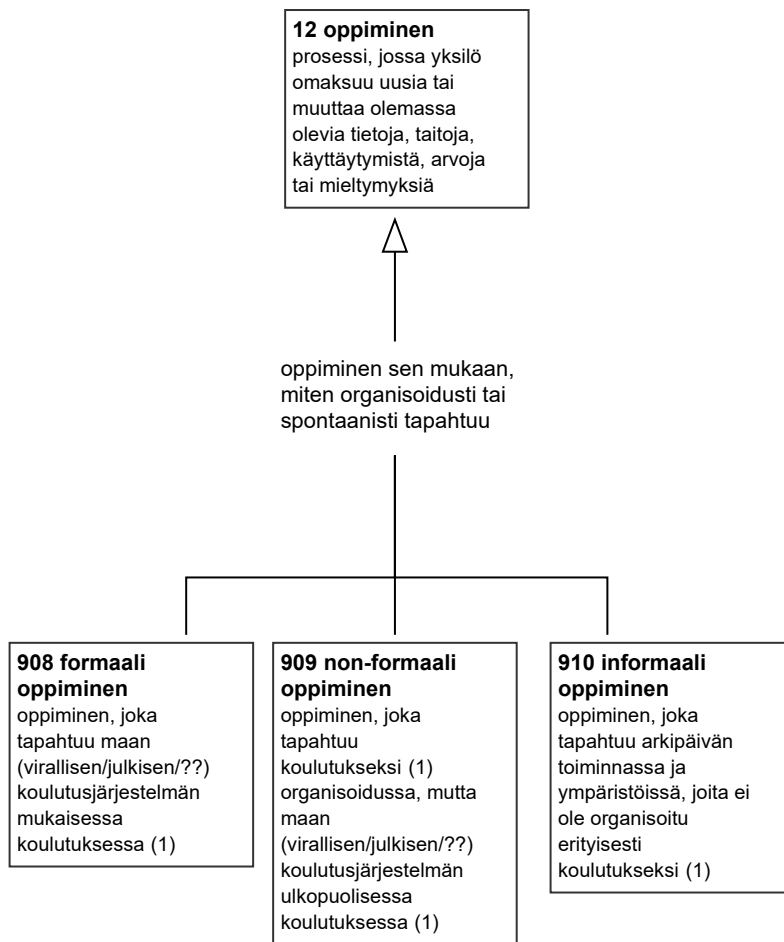 12 oppiminen
prosessi, jossa yksilö
omaksuu uusia tai
muuttaa olemassa
olevia tietoja, taitoja,
käyttäytymistä, arvoja
tai mieltymyksiä
oppiminen sen mukaan,
miten organisoidusti tai
spontaanisti tapahtuu
908 formaali
oppiminen
oppiminen, joka
tapahtuu maan
(virallisen/julkisen/??)
koulutusjärjestelmän
mukaisessa
koulutuksessa (1)
909 non-formaali
oppiminen
oppiminen, joka
tapahtuu
koulutukseksi (1)
organisoidussa, mutta
maan
(virallisen/julkisen/??)
koulutusjärjestelmän
ulkopuolisessa
koulutuksessa (1)
910 informaali
oppiminen
oppiminen, joka
tapahtuu arkipäivän
toiminnassa ja
ympäristöissä, joita ei
ole organisoitu
erityisesti
koulutukseksi (1)